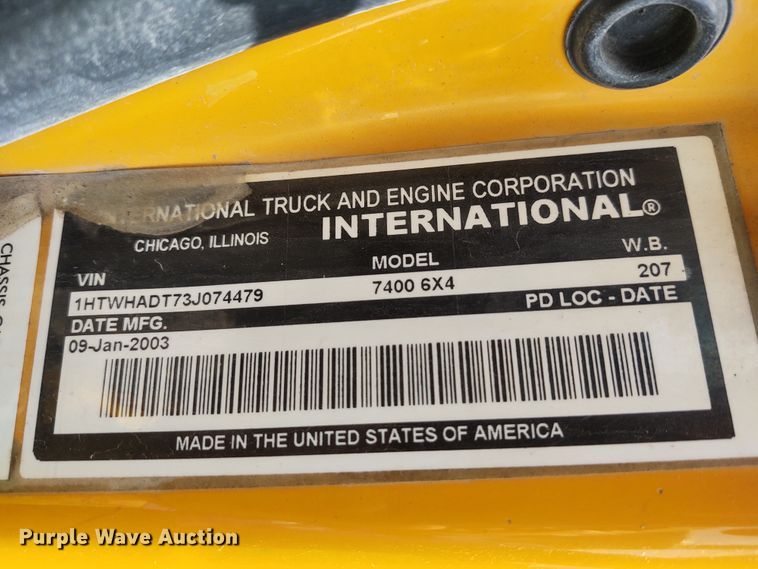 INTERNATIONAL TRUCK AND ENGINE CORPORATION
CHICAGO, ILLINOIS INTERNATIONAL®
VIN MODEL W.B.
1HTWHADT73J074479 7400 6X4 207
DATE MFG. PD LOC - DATE
09-Jan-2003
MADE IN THE UNITED STATES OF AMERICA
Purple Wave Auction